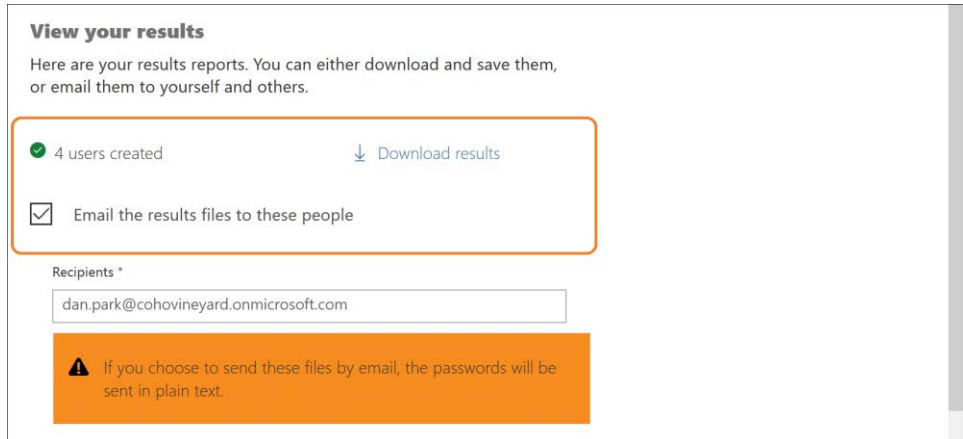 View your results
Here are your results reports. You can either download and save them,
or email them to yourself and others.
4 users created
Download results
Email the results files to these people
Recipients *
dan.park@cohovineyard.onmicrosoft.com
If you choose to send these files by email, the passwords will be
sent in plain text.